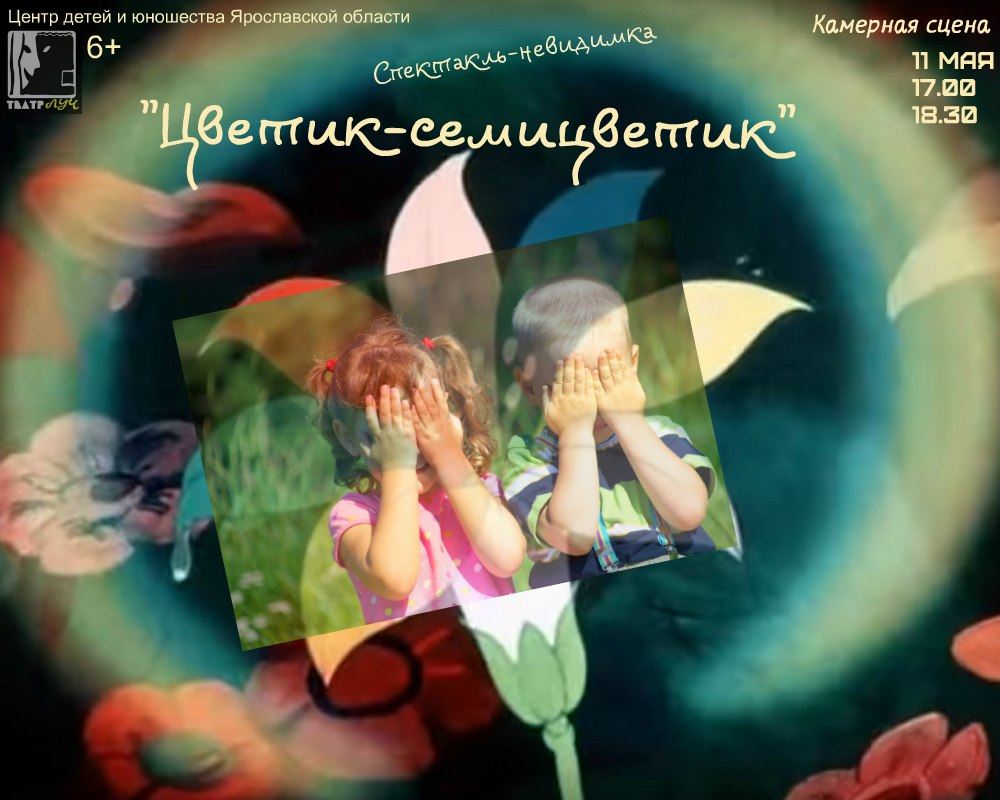 Центр детей и юношества Ярославской области
6+
ТЕАТР ЛУЧ
Спектакль-невидимка
"Цветик-семицветик"
Камерная сцена
11 МАЯ
17.00
18.30